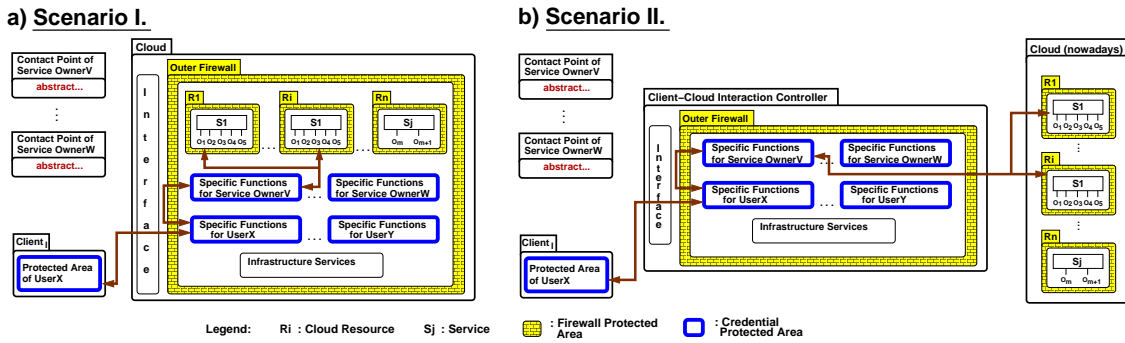 a) Scenario I.
Cloud
Contact Point of
Service OwnerV
abstract...
⋮
Contact Point of
Service OwnerW
abstract...
Interface
Outer Firewall
R1
S1
O1 O2 O3 O4 O5
...
Ri
S1
O1 O2 O3 O4 O5
...
Rn
Sj
Om Om+1
Specific Functions
for Service OwnerV
...
Specific Functions
for Service OwnerW
Specific Functions
for UserX
...
Specific Functions
for UserY
Infrastructure Services
Client I
Protected Area
of UserX
b) Scenario II.
Contact Point of
Service OwnerV
abstract...
⋮
Contact Point of
Service OwnerW
abstract...
Client–Cloud Interaction Controller
Interface
Outer Firewall
Specific Functions
for Service OwnerV
...
Specific Functions
for Service OwnerW
Specific Functions
for UserX
...
Specific Functions
for UserY
Infrastructure Services
Client I
Protected Area
of UserX
Cloud (nowadays)
R1
S1
O1 O2 O3 O4 O5
⋮
Ri
S1
O1 O2 O3 O4 O5
⋮
Rn
Sj
Om Om+1
Legend: Ri : Cloud Resource Sj : Service
: Firewall Protected
Area
: Credential
Protected Area